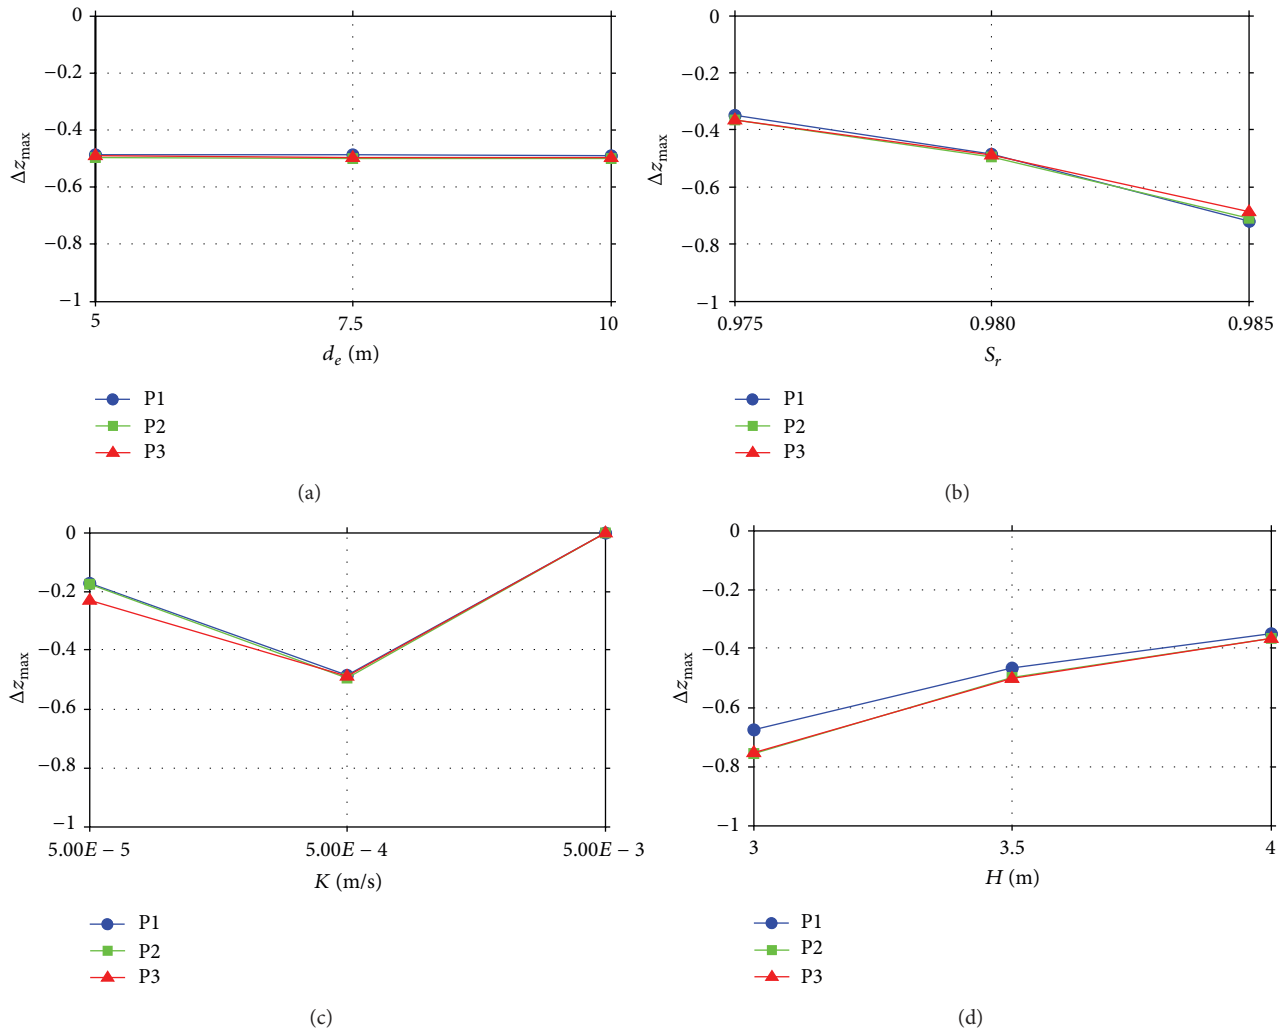 0
−0.2
−0.4
−0.6
−0.8
−1
Δz_max
5
7.5
10
d_e (m)
P1
P2
P3
(a)
0
−0.2
−0.4
−0.6
−0.8
−1
Δz_max
0.975
0.980
0.985
S_r
P1
P2
P3
(b)
0
−0.2
−0.4
−0.6
−0.8
−1
Δz_max
5.00E − 5
5.00E − 4
5.00E − 3
K (m/s)
P1
P2
P3
(c)
0
−0.2
−0.4
−0.6
−0.8
−1
Δz_max
3
3.5
4
H (m)
P1
P2
P3
(d)